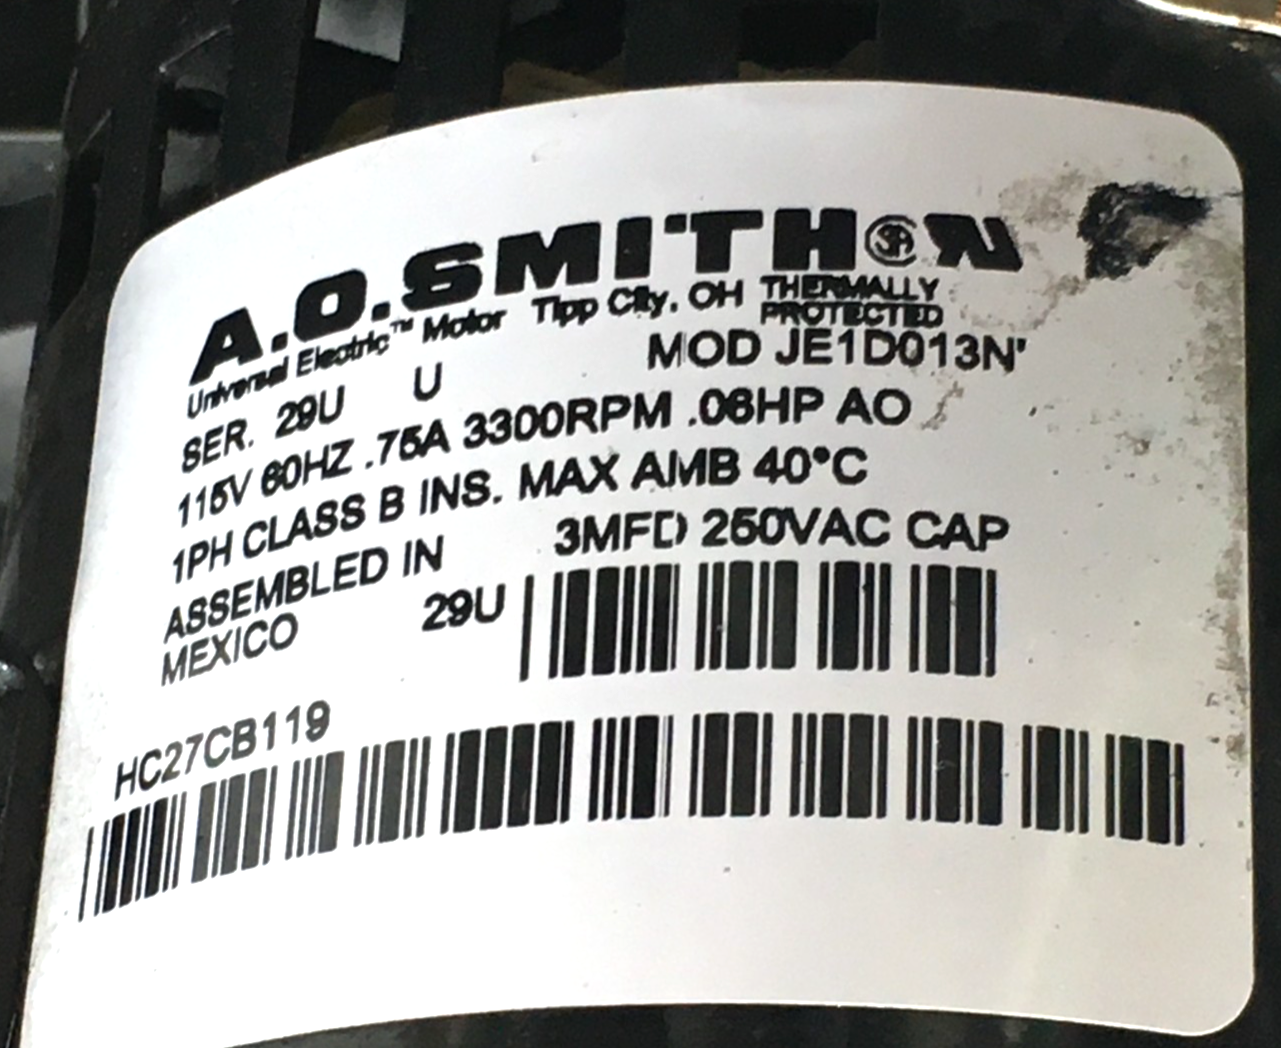 A.O.SMITH
Universal Electric™ Motor Tipp City, OH THERMALLY PROTECTED
SER. 29U U MOD JE1D013N
115V 60HZ .75A 3300RPM .06HP AO
1PH CLASS B INS. MAX AMB 40°C
ASSEMBLED IN 3MFD 250VAC CAP
MEXICO 29U
HC27CB119